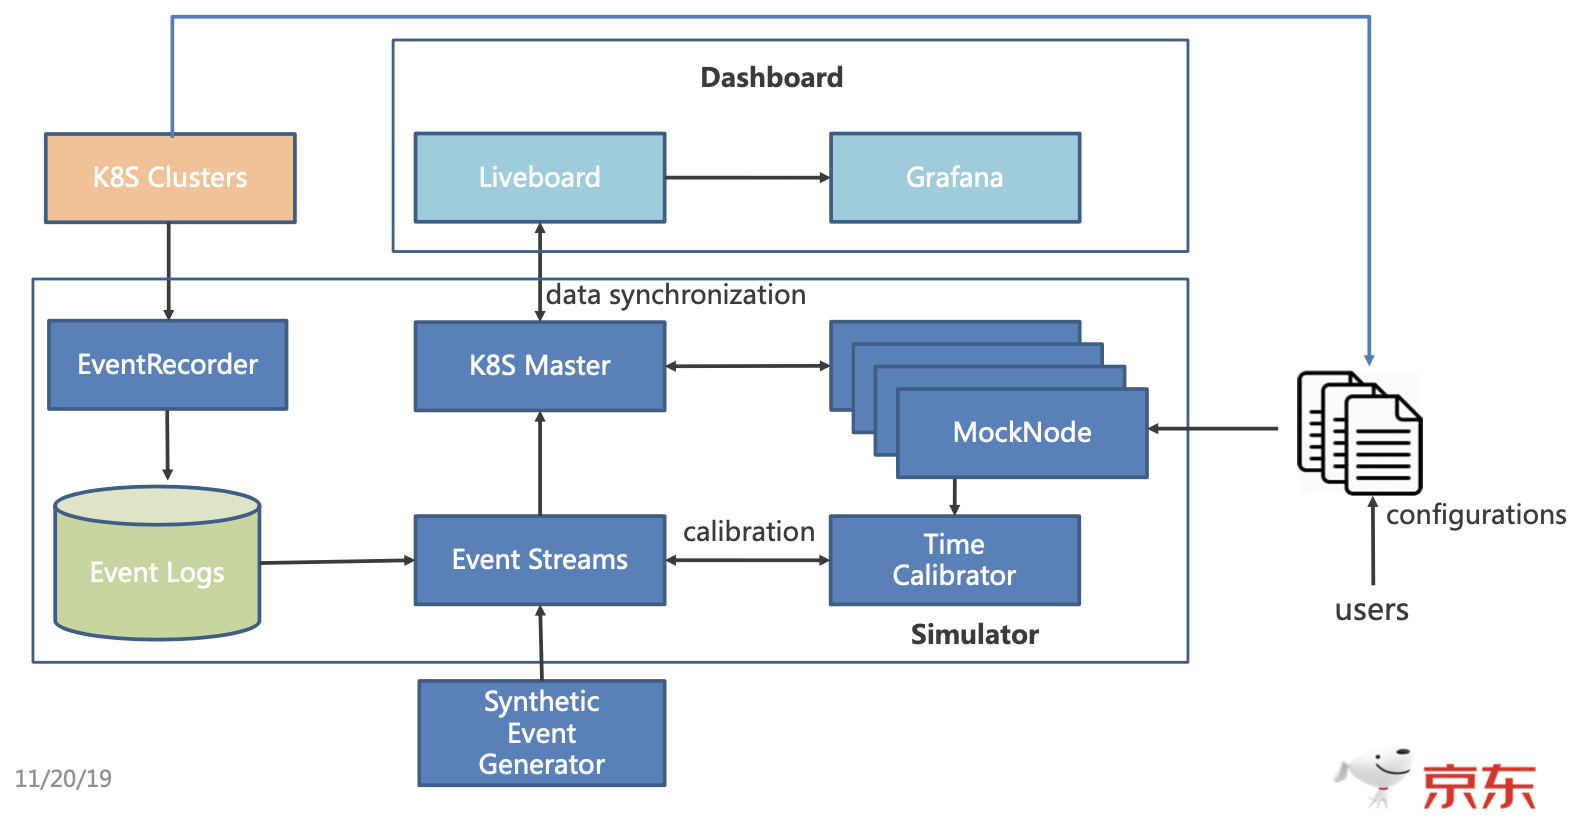 Dashboard
K8S Clusters
Liveboard
Grafana
data synchronization
EventRecorder
K8S Master
MockNode
configurations
calibration
Event Streams
Time
Calibrator
Event Logs
users
Simulator
Synthetic
Event
Generator
11/20/19
京东